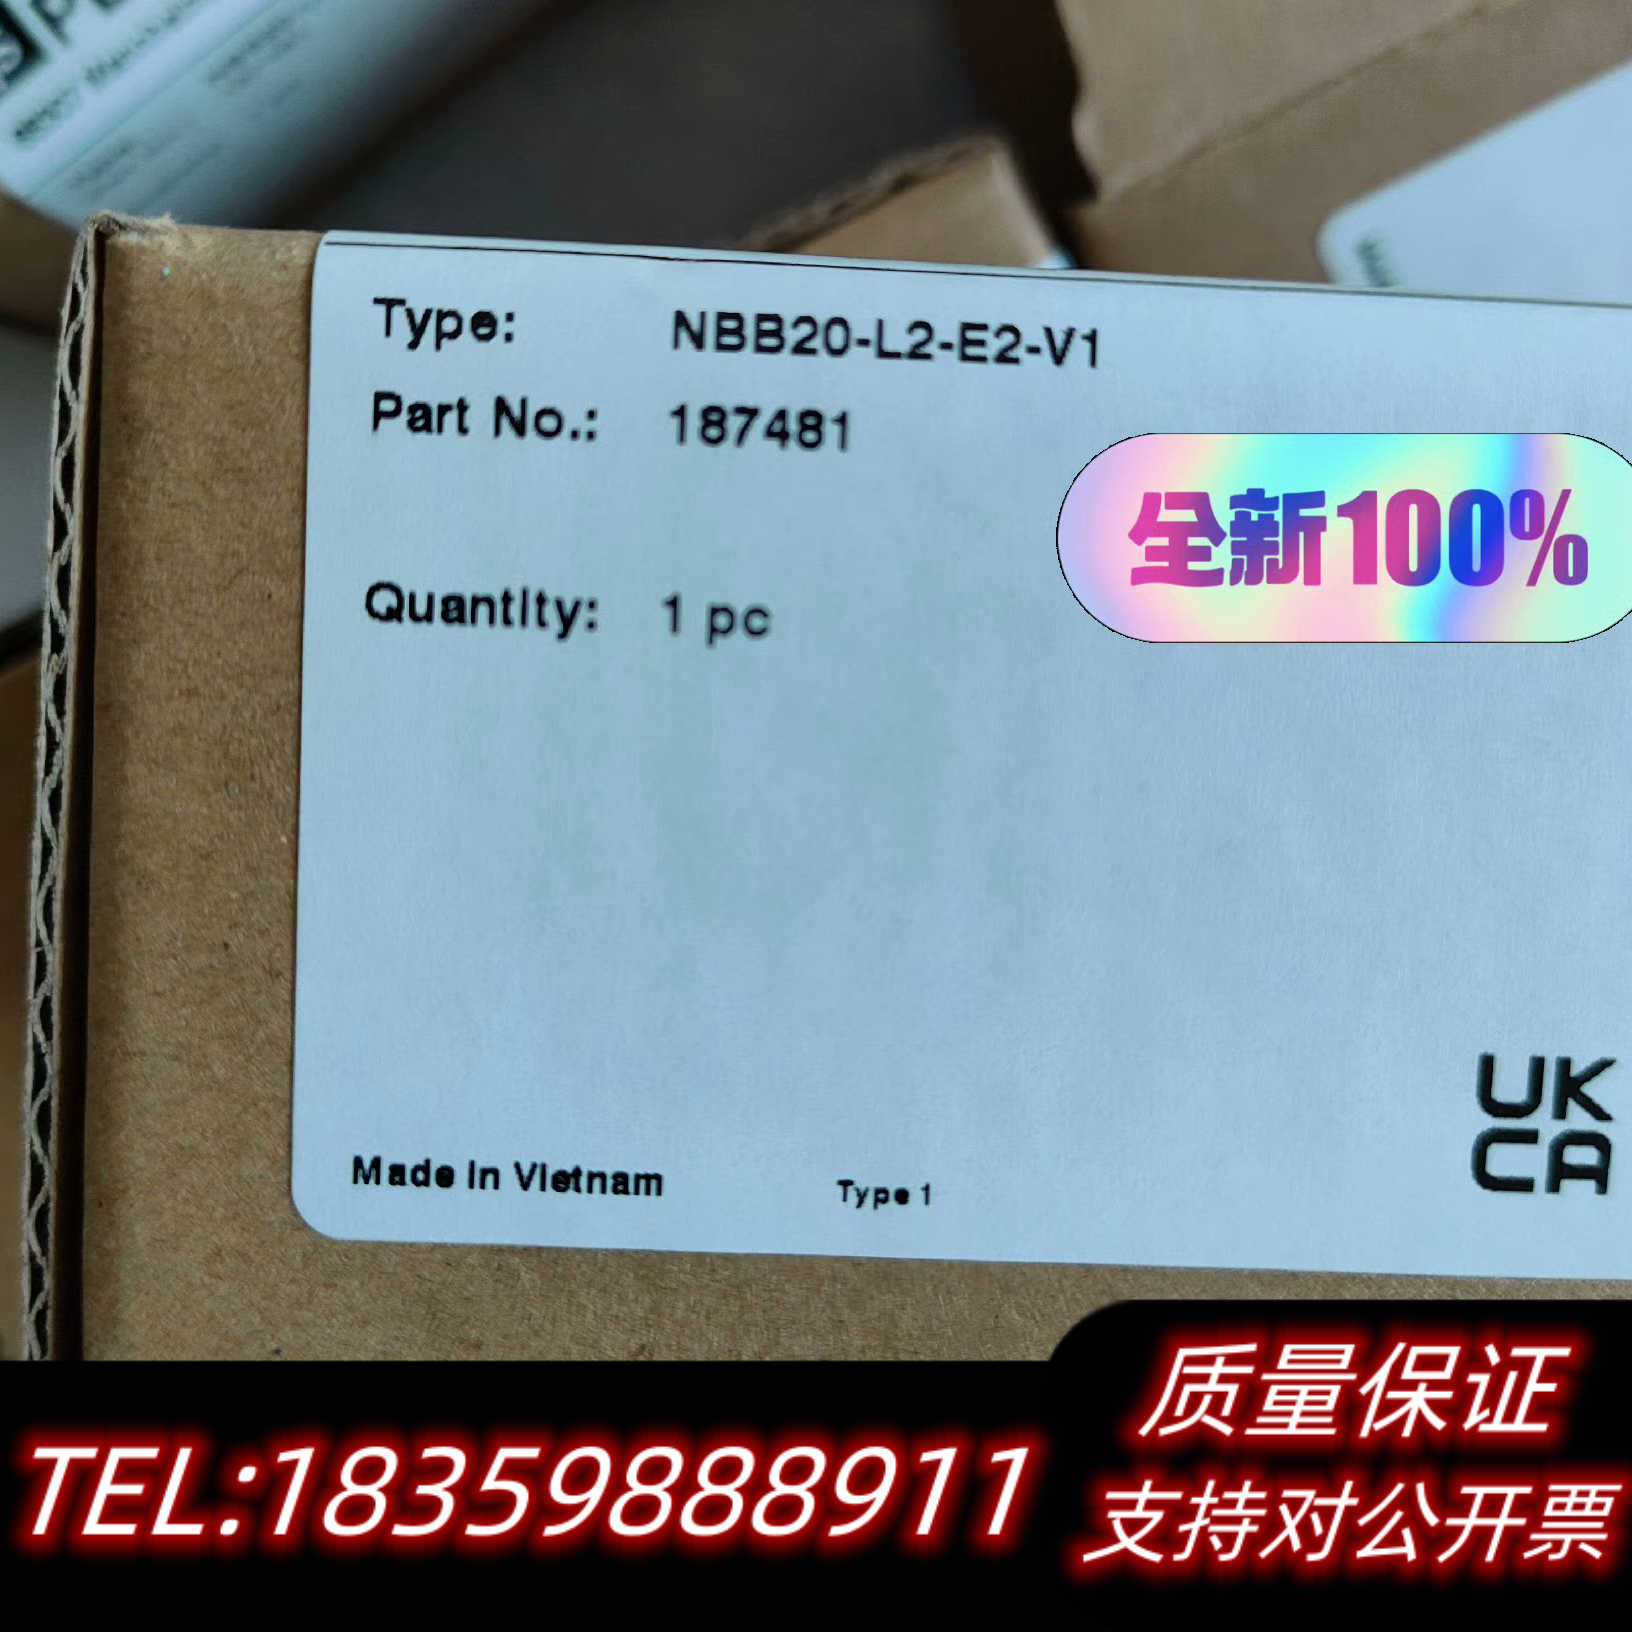 Type: NBB20-L2-E2-V1
Part No.: 187481
全新100%
Quantity: 1 pc
UK
CA
Made in Vietnam Type 1
质量保证
TEL:18359888911
支持对公开票